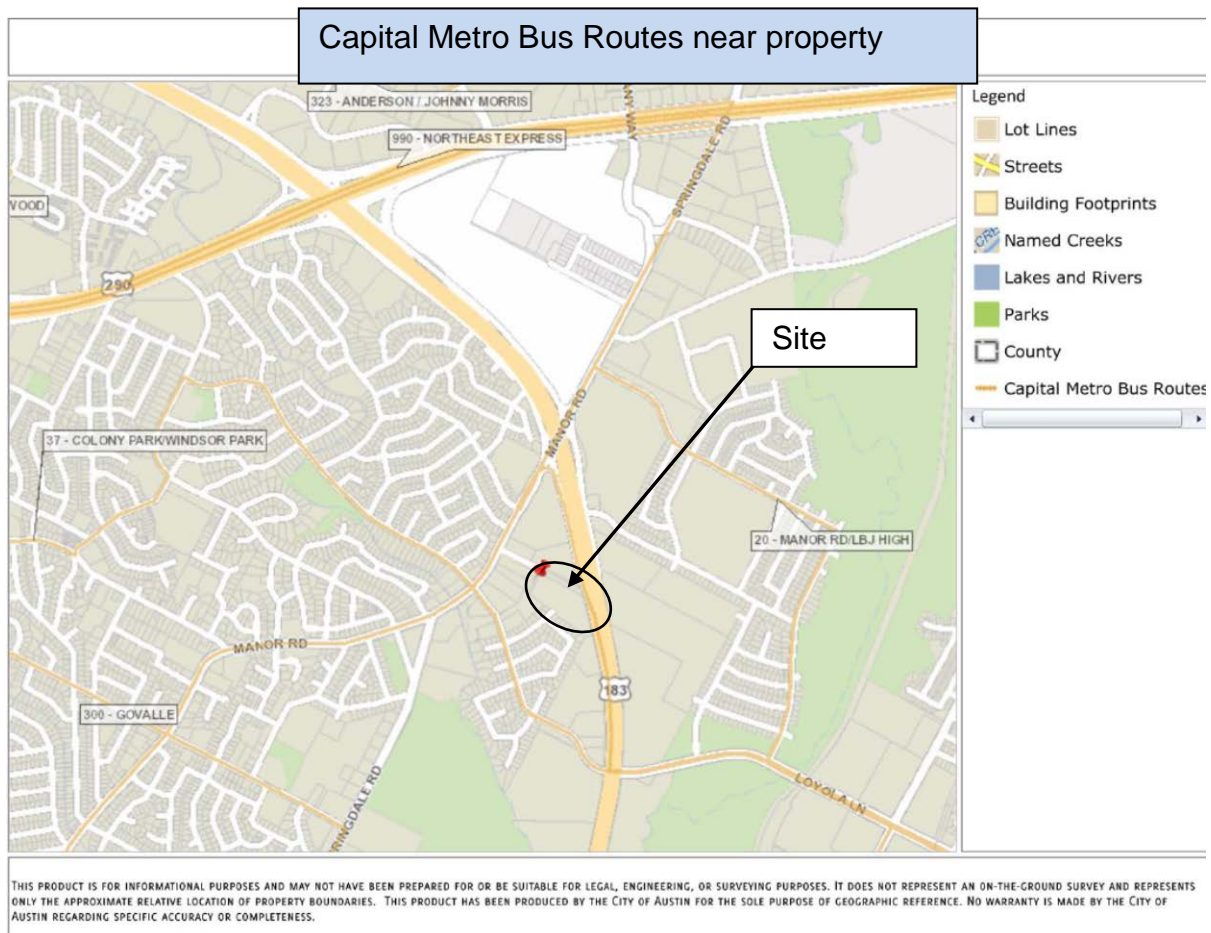 Capital Metro Bus Routes near property
323 - ANDERSON / JOHNNY MORRIS
990 - NORTHEAST EXPRESS
WOOD
290
SPRINGDALE RD
Site
MANOR RD
37 - COLONY PARK/WINDSOR PARK
20 - MANOR RD/LBJ HIGH
MANOR RD
183
300 - GOVALLE
LOYOLA LN
RINGDALE RD
Legend
Lot Lines
Streets
Building Footprints
Named Creeks
Lakes and Rivers
Parks
County
Capital Metro Bus Routes
THIS PRODUCT IS FOR INFORMATIONAL PURPOSES AND MAY NOT HAVE BEEN PREPARED FOR OR BE SUITABLE FOR LEGAL, ENGINEERING, OR SURVEYING PURPOSES. IT DOES NOT REPRESENT AN ON-THE-GROUND SURVEY AND REPRESENTS
ONLY THE APPROXIMATE RELATIVE LOCATION OF PROPERTY BOUNDARIES. THIS PRODUCT HAS BEEN PRODUCED BY THE CITY OF AUSTIN FOR THE SOLE PURPOSE OF GEOGRAPHIC REFERENCE. NO WARRANTY IS MADE BY THE CITY OF
AUSTIN REGARDING SPECIFIC ACCURACY OR COMPLETENESS.